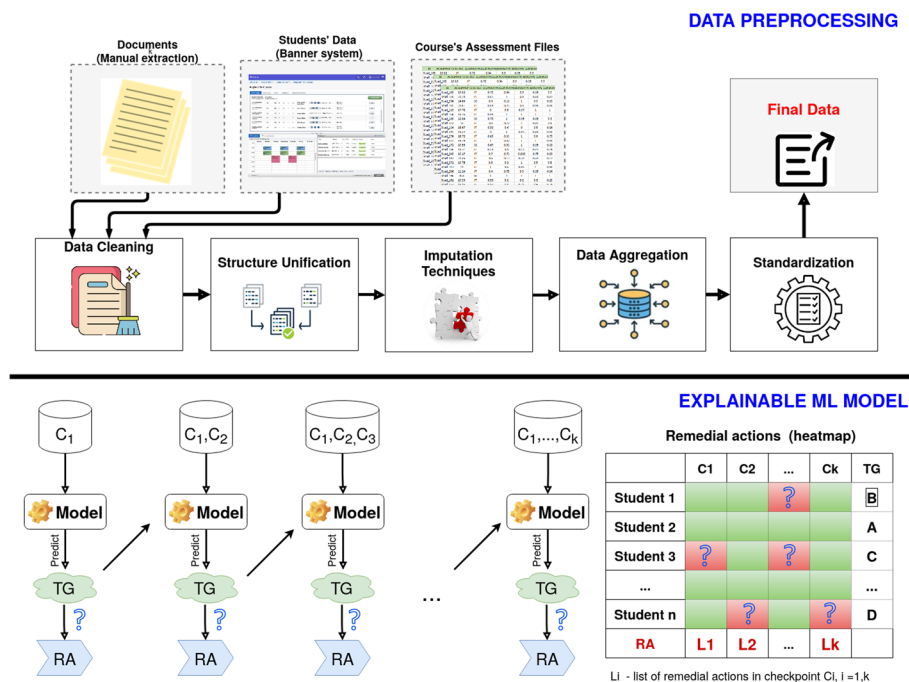 DATA PREPROCESSING
Documents
(Manual extraction)
Students' Data
(Banner system)
Course's Assessment Files
Final Data
Data Cleaning
Structure Unification
Imputation
Techniques
Data Aggregation
Standardization
EXPLAINABLE ML MODEL
C1
C1,C2
C1,C2,C3
C1,...,Ck
Model
Model
Model
Model
Predict
Predict
Predict
Predict
TG
TG
TG
...
TG
?
?
?
?
RA
RA
RA
RA
Remedial actions (heatmap)
C1 C2 ... Ck TG
Student 1 ? B
Student 2 A
Student 3 ? ? C
... ...
Student n ? ? D
RA L1 L2 ... Lk
Li - list of remedial actions in checkpoint Ci, i =1,k